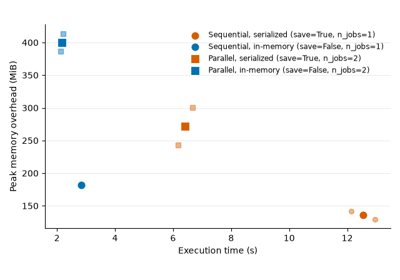 Peak memory overhead (MiB)
400
350
300
250
200
150
Sequential, serialized (save=True, n_jobs=1)
Sequential, in-memory (save=False, n_jobs=1)
Parallel, serialized (save=True, n_jobs=2)
Parallel, in-memory (save=False, n_jobs=2)
2 4 6 8 10 12
Execution time (s)